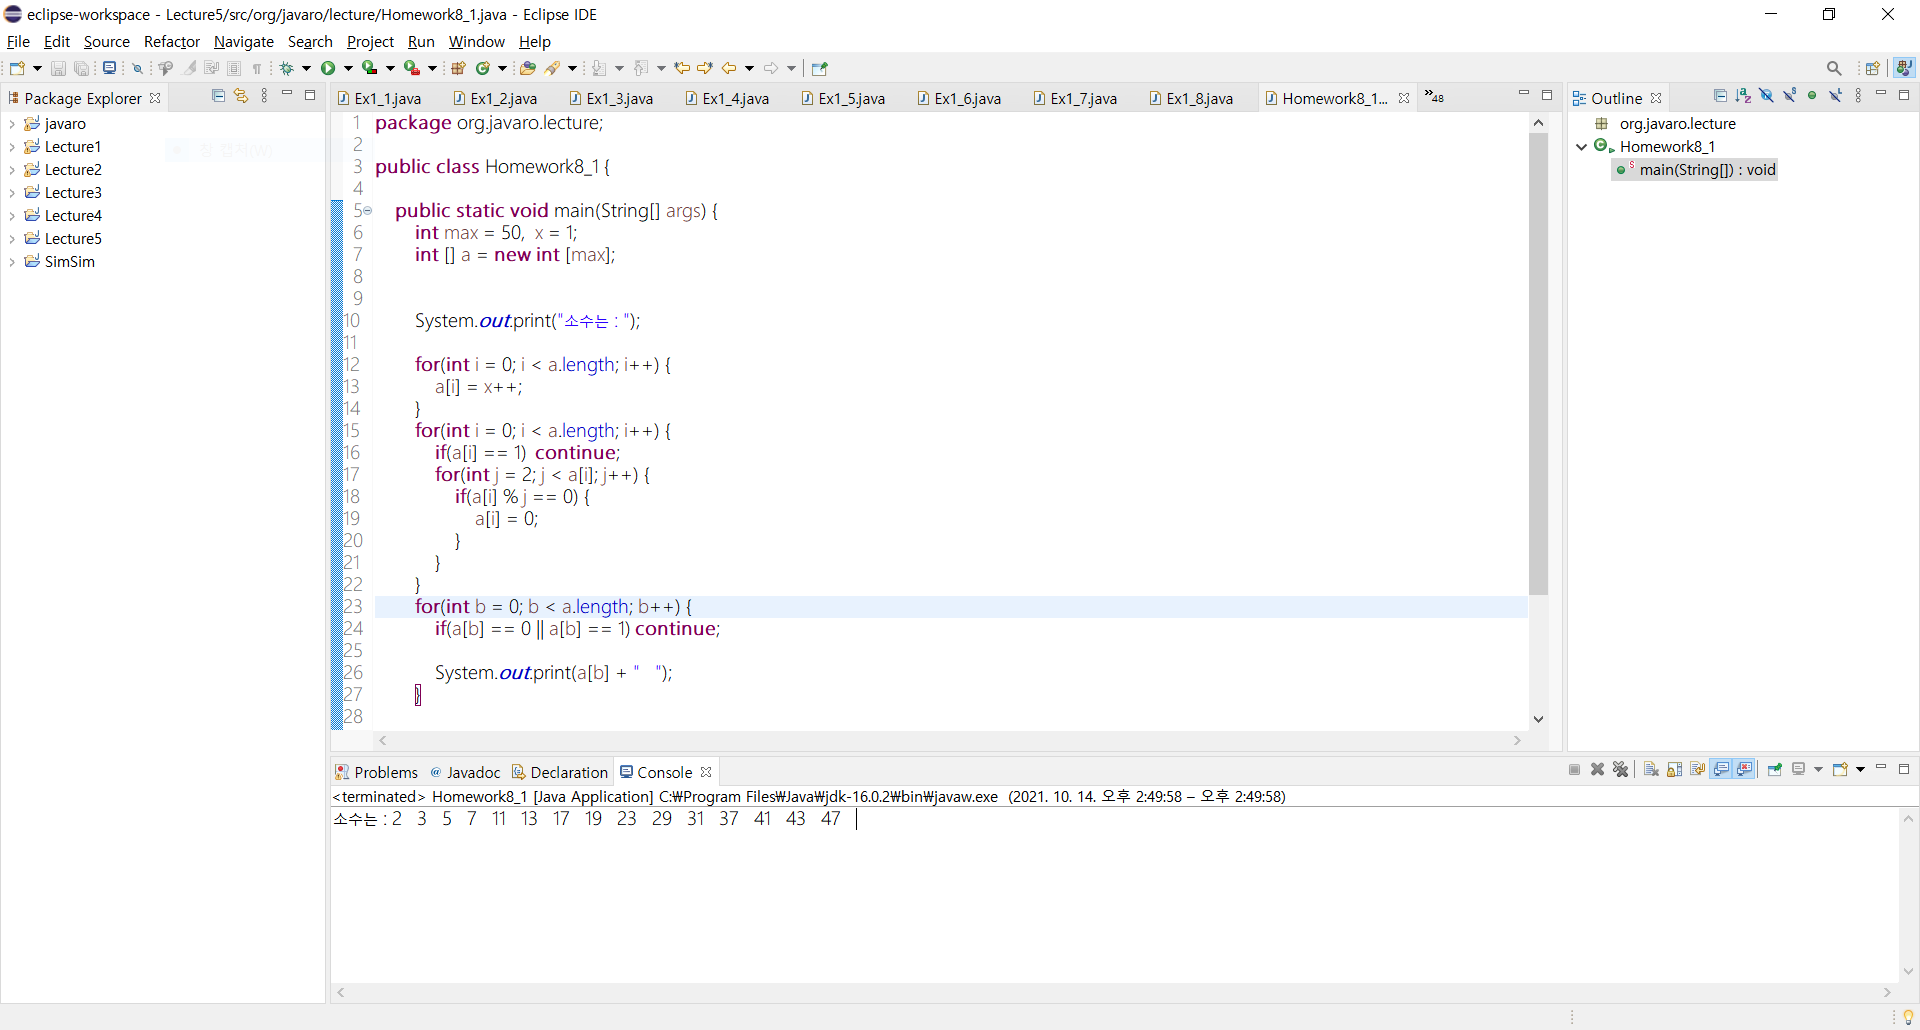 eclipse-workspace - Lecture5/src/org/javaro/lecture/Homework8_1.java - Eclipse IDE
File Edit Source Refactor Navigate Search Project Run Window Help
Package Explorer
javaro
Lecture1
Lecture2
Lecture3
Lecture4
Lecture5
SimSim
Ex1_1.java Ex1_2.java Ex1_3.java Ex1_4.java Ex1_5.java Ex1_6.java Ex1_7.java Ex1_8.java Homework8_1... »48
1 package org.javaro.lecture;
2
3 public class Homework8_1 {
4
5 public static void main(String[] args) {
6 int max = 50, x = 1;
7 int [] a = new int [max];
8
9
10 System.out.print("소수는 : ");
11
12 for(int i = 0; i < a.length; i++) {
13 a[i] = x++;
14 }
15 for(int i = 0; i < a.length; i++) {
16 if(a[i] == 1) continue;
17 for(int j = 2; j < a[i]; j++) {
18 if(a[i] % j == 0) {
19 a[i] = 0;
20 }
21 }
22 }
23 for(int b = 0; b < a.length; b++) {
24 if(a[b] == 0 || a[b] == 1) continue;
25
26 System.out.print(a[b] + "   ");
27 }
28
Outline
org.javaro.lecture
Homework8_1
main(String[]) : void
Problems @ Javadoc Declaration Console
<terminated> Homework8_1 [Java Application] C:₩Program Files₩Java₩jdk-16.0.2₩bin₩javaw.exe (2021. 10. 14. 오후 2:49:58 – 오후 2:49:58)
소수는 : 2 3 5 7 11 13 17 19 23 29 31 37 41 43 47